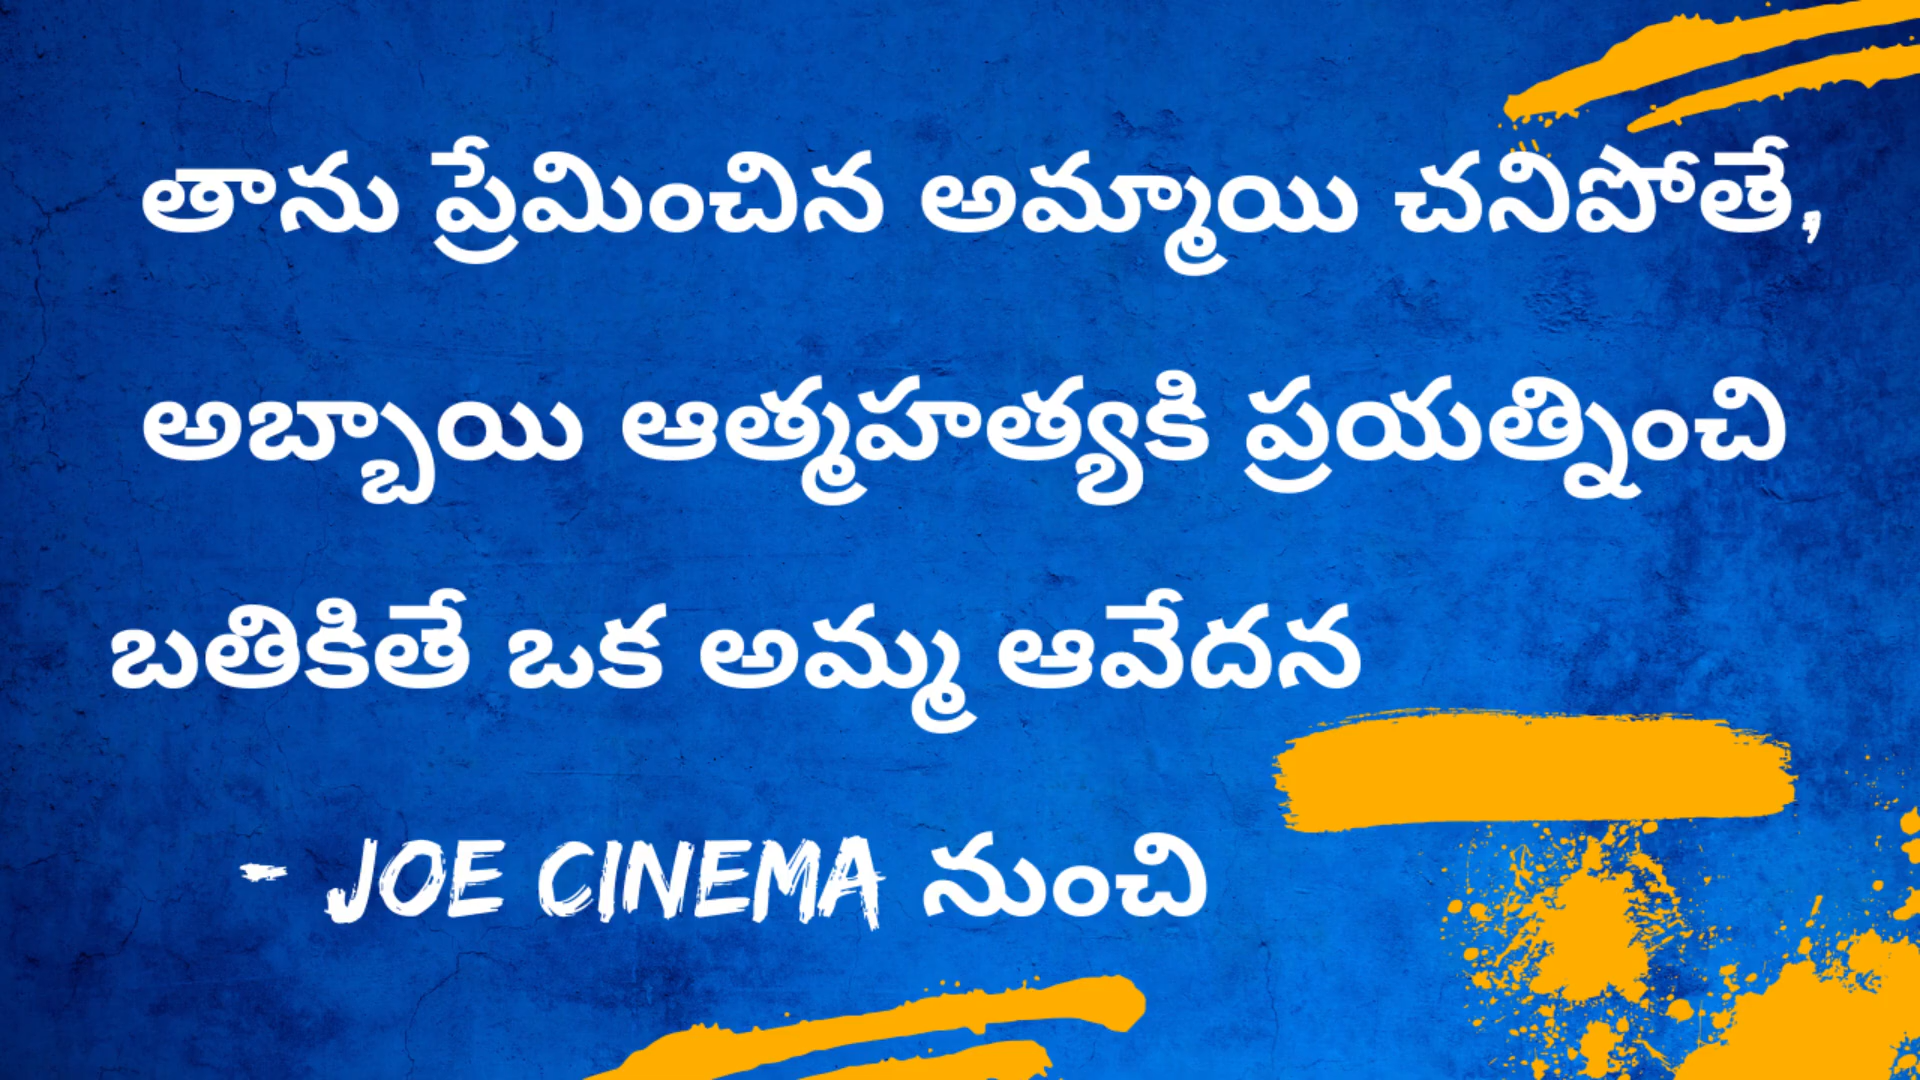 తాను ప్రేమించిన అమ్మాయి చనిపోతే,
అబ్బాయి ఆత్మహత్యకి ప్రయత్నించి
బతికితే ఒక అమ్మ ఆవేదన
- JOE CINEMA నుంచి